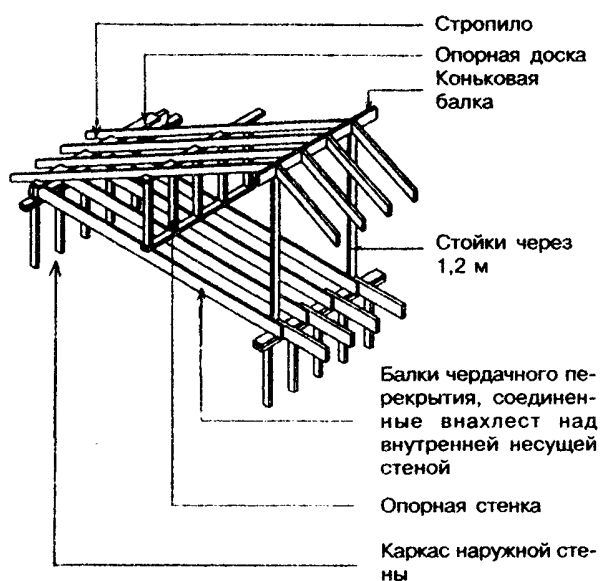 Стропило
Опорная доска
Коньковая
балка
Стойки через
1,2 м
Балки чердачного пе-
рекрытия, соединен-
ные внахлест над
внутренней несущей
стеной
Опорная стенка
Каркас наружной сте-
ны